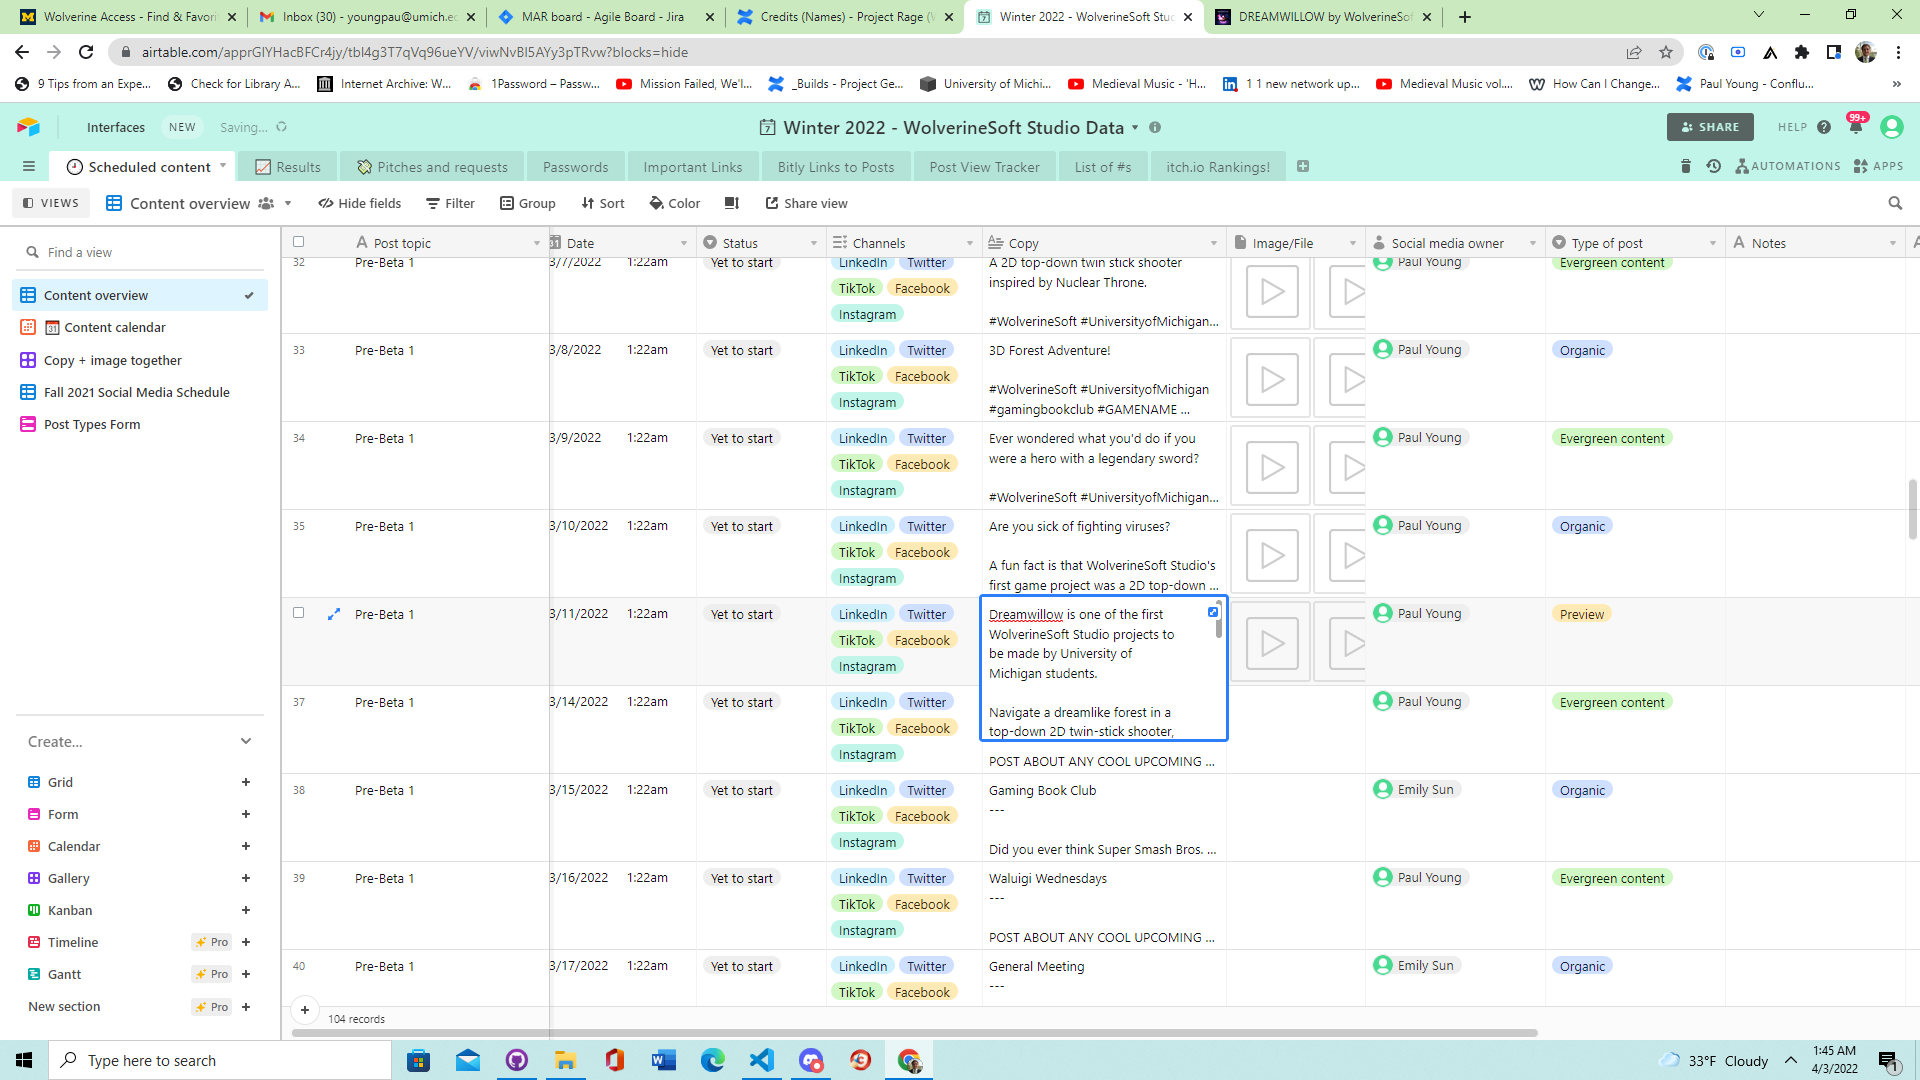 Wolverine Access - Find & Favori
Inbox (30) - youngpau@umich.ec
MAR board - Agile Board - Jira
Credits (Names) - Project Rage (
Winter 2022 - WolverineSoft Stu
DREAMWILLOW by WolverineSof
airtable.com/apprGlYHacBFCr4jy/tbl4g3T7qVq96ueYV/viwNvBl5AYy3pTRvw?blocks=hide
9 Tips from an Expe...
Check for Library A...
Internet Archive: W...
1Password – Passw...
Mission Failed, We'l...
_Builds - Project Ge...
University of Michi...
Medieval Music - 'H...
1 1 new network up...
Medieval Music vol....
How Can I Change...
Paul Young - Conflu...
»
Interfaces
NEW
Saving...
Winter 2022 - WolverineSoft Studio Data
SHARE
HELP
99+
Scheduled content
Results
Pitches and requests
Passwords
Important Links
Bitly Links to Posts
Post View Tracker
List of #s
itch.io Rankings!
AUTOMATIONS
APPS
VIEWS
Content overview
Hide fields
Filter
Group
Sort
Color
Share view
Find a view
Content overview
Content calendar
Copy + image together
Fall 2021 Social Media Schedule
Post Types Form
Create...
Grid
Form
Calendar
Gallery
Kanban
Timeline
Pro
Gantt
Pro
New section
Pro
Post topic
Date
Status
Channels
Copy
Image/File
Social media owner
Type of post
Notes
32
Pre-Beta 1
3/7/2022 1:22am
Yet to start
LinkedIn Twitter
TikTok Facebook
Instagram
A 2D top-down twin stick shooter
inspired by Nuclear Throne.
#WolverineSoft #UniversityofMichigan...
Paul Young
Evergreen content
33
Pre-Beta 1
3/8/2022 1:22am
Yet to start
LinkedIn Twitter
TikTok Facebook
Instagram
3D Forest Adventure!
#WolverineSoft #UniversityofMichigan
#gamingbookclub #GAMENAME ...
Paul Young
Organic
34
Pre-Beta 1
3/9/2022 1:22am
Yet to start
LinkedIn Twitter
TikTok Facebook
Instagram
Ever wondered what you'd do if you
were a hero with a legendary sword?
#WolverineSoft #UniversityofMichigan...
Paul Young
Evergreen content
35
Pre-Beta 1
3/10/2022 1:22am
Yet to start
LinkedIn Twitter
TikTok Facebook
Instagram
Are you sick of fighting viruses?
A fun fact is that WolverineSoft Studio's
first game project was a 2D top-down ...
Paul Young
Organic
Pre-Beta 1
3/11/2022 1:22am
Yet to start
LinkedIn Twitter
TikTok Facebook
Instagram
Dreamwillow is one of the first
WolverineSoft Studio projects to
be made by University of
Michigan students.
Navigate a dreamlike forest in a
top-down 2D twin-stick shooter,
Paul Young
Preview
37
Pre-Beta 1
3/14/2022 1:22am
Yet to start
LinkedIn Twitter
TikTok Facebook
Instagram
POST ABOUT ANY COOL UPCOMING ...
Paul Young
Evergreen content
38
Pre-Beta 1
3/15/2022 1:22am
Yet to start
LinkedIn Twitter
TikTok Facebook
Instagram
Gaming Book Club
---
Did you ever think Super Smash Bros. ...
Emily Sun
Organic
39
Pre-Beta 1
3/16/2022 1:22am
Yet to start
LinkedIn Twitter
TikTok Facebook
Instagram
Waluigi Wednesdays
---
POST ABOUT ANY COOL UPCOMING ...
Paul Young
Evergreen content
40
Pre-Beta 1
3/17/2022 1:22am
Yet to start
LinkedIn Twitter
TikTok Facebook
General Meeting
---
Emily Sun
Organic
104 records
Type here to search
33°F Cloudy
1:45 AM
4/3/2022
1